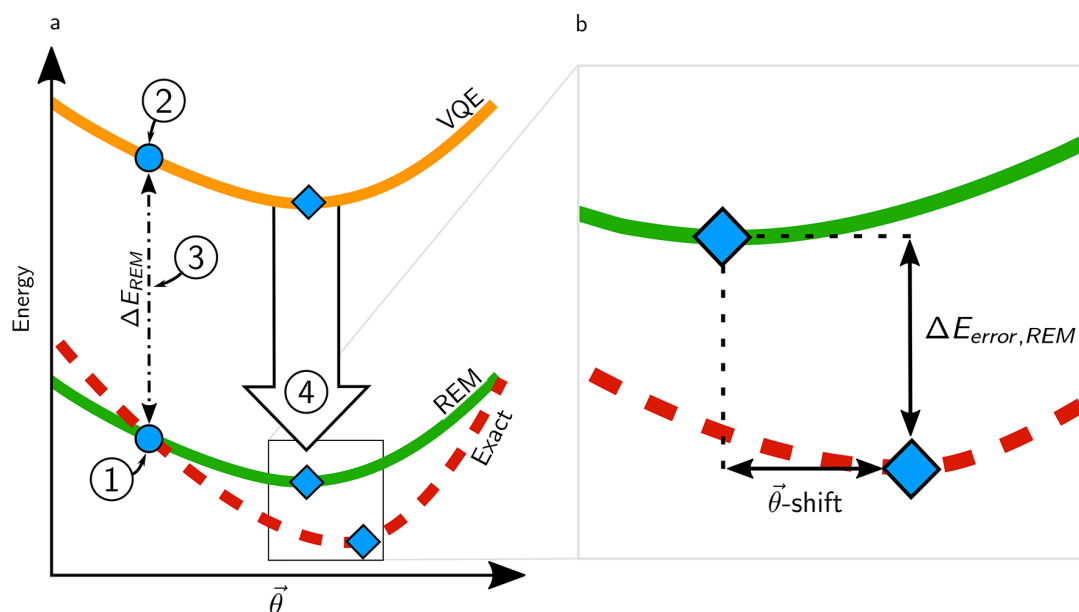 a
b
2
VQE
3
ΔE_REM
Energy
4
REM
Exact
1
θ⃗
ΔE_error,REM
θ⃗-shift